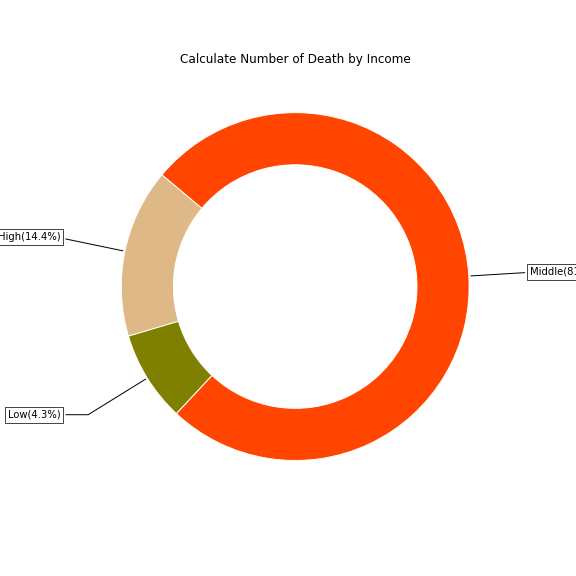 Calculate Number of Death by Income
High(14.4%)
Middle(81
Low(4.3%)